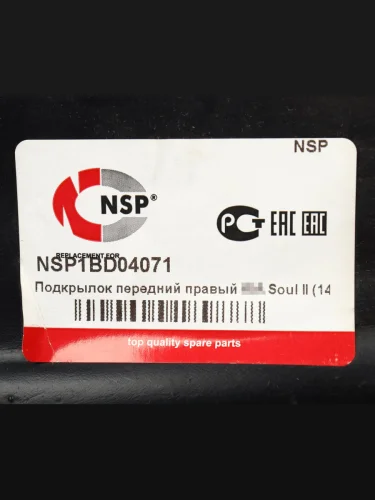 NSP
NSP®
РСТ EAC EAC
REPLACEMENT FOR
NSP1BD04071
Подкрылок передний правый Soul II (14
top quality spare parts